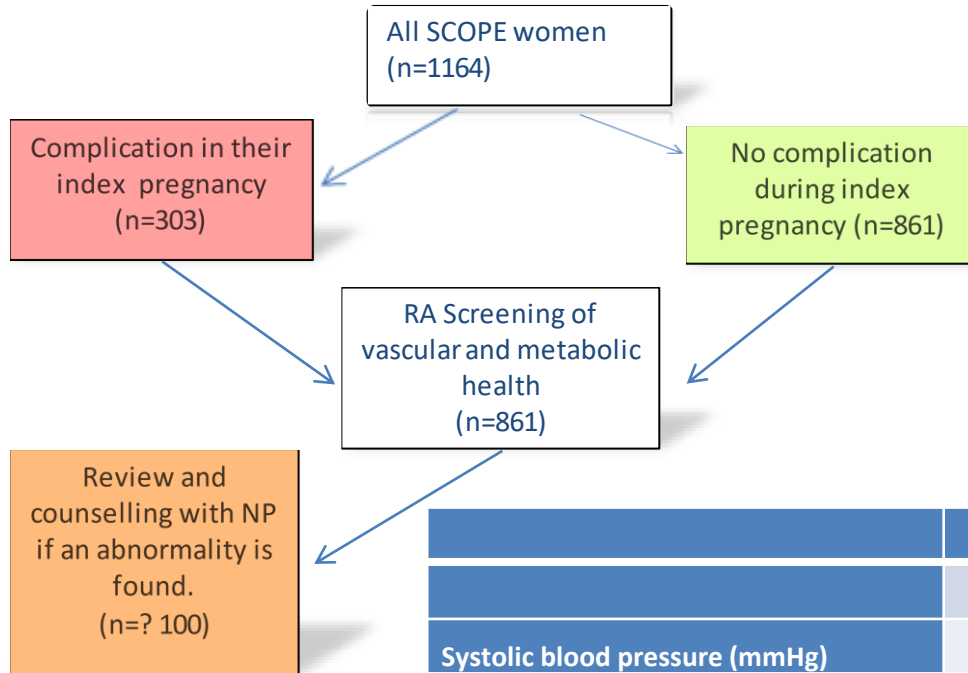 All SCOPE women
(n=1164)
Complication in their
index pregnancy
(n=303)
No complication
during index
pregnancy (n=861)
RA Screening of
vascular and metabolic
health
(n=861)
Review and
counselling with NP
if an abnormality is
found.
(n=? 100)
Systolic blood pressure (mmHg)